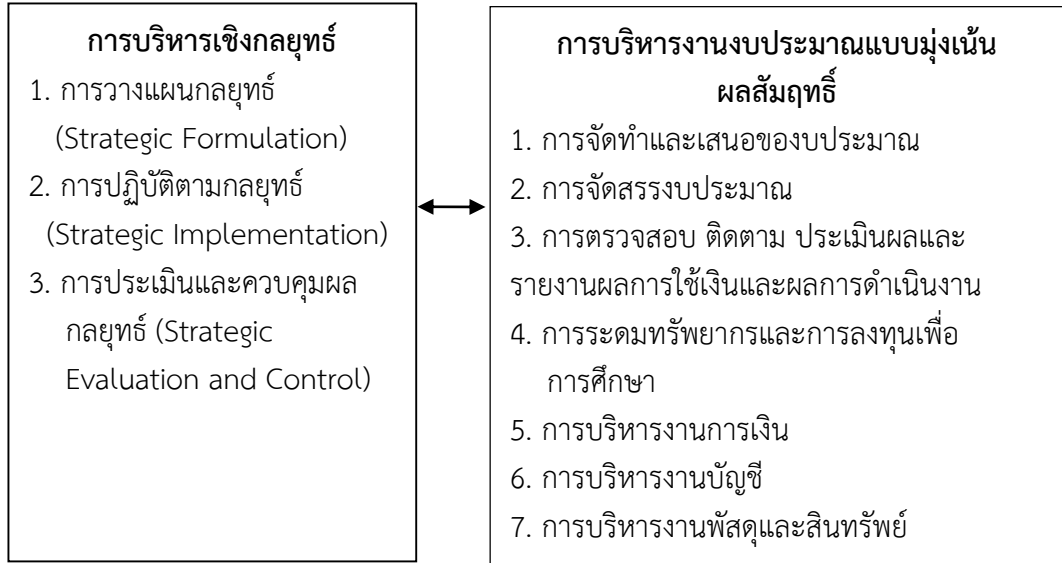 การบริหารเชิงกลยุทธ์
1. การวางแผนกลยุทธ์
(Strategic Formulation)
2. การปฏิบัติตามกลยุทธ์
(Strategic Implementation)
3. การประเมินและควบคุมผล
กลยุทธ์ (Strategic
Evaluation and Control)
การบริหารงานงบประมาณแบบมุ่งเน้น
ผลสัมฤทธิ์
1. การจัดทำและเสนอของบประมาณ
2. การจัดสรรงบประมาณ
3. การตรวจสอบ ติดตาม ประเมินผลและ
รายงานผลการใช้เงินและผลการดำเนินงาน
4. การระดมทรัพยากรและการลงทุนเพื่อ
การศึกษา
5. การบริหารงานการเงิน
6. การบริหารงานบัญชี
7. การบริหารงานพัสดุและสินทรัพย์